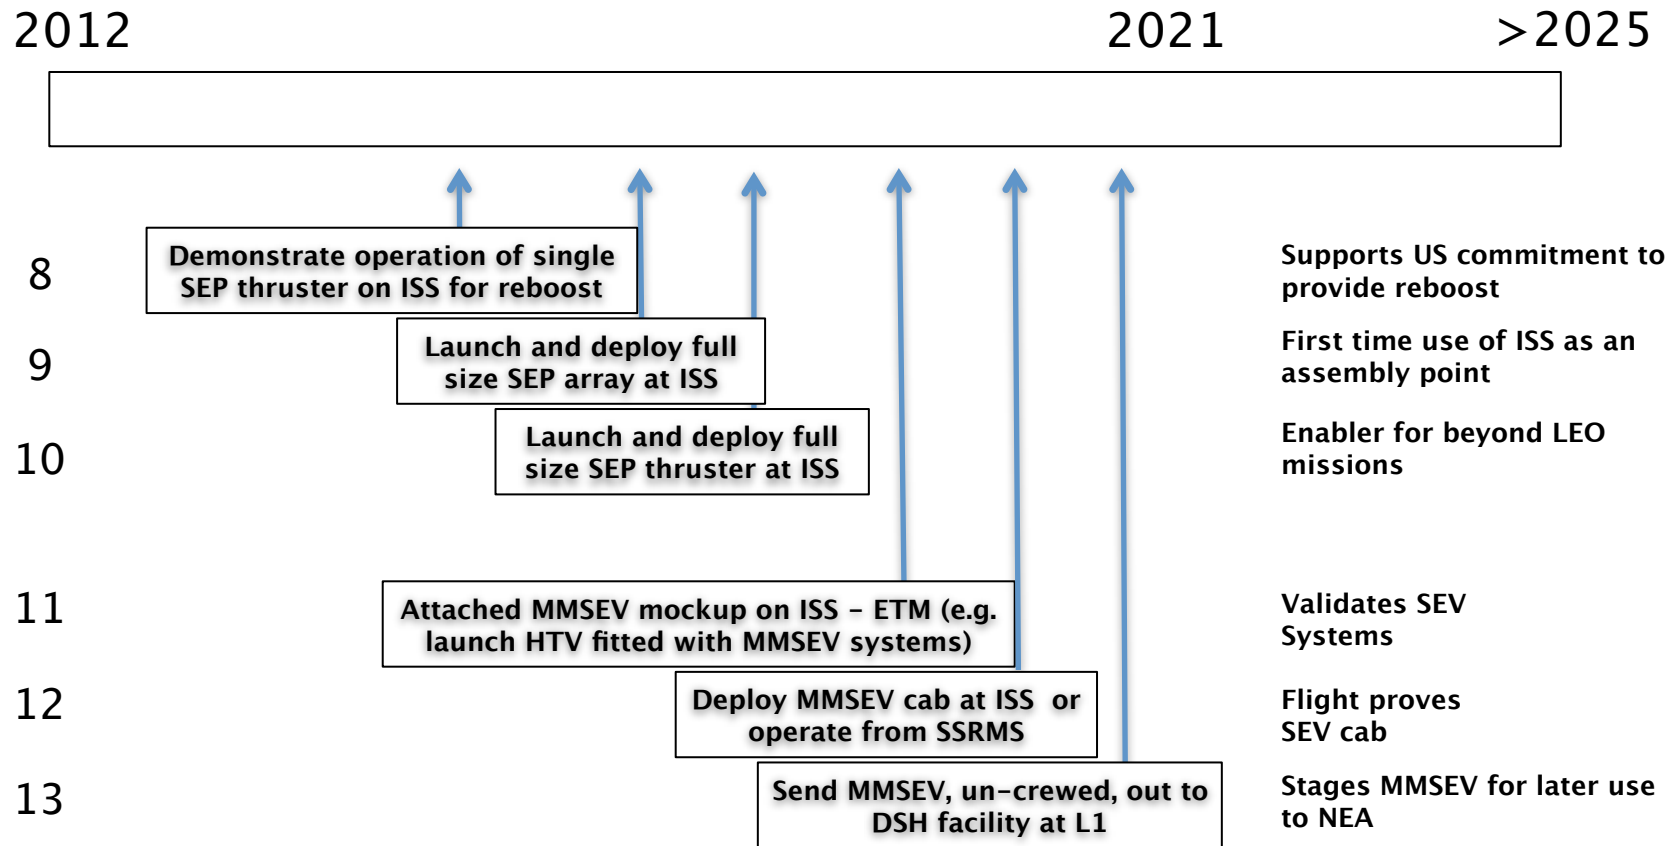 2012 2021 >2025
8 Demonstrate operation of single Supports US commitment to
SEP thruster on ISS for reboost provide reboost
9 Launch and deploy full First time use of ISS as an
size SEP array at ISS assembly point
10 Launch and deploy full Enabler for beyond LEO
size SEP thruster at ISS missions
11 Attached MMSEV mockup on ISS – ETM (e.g. Validates SEV
launch HTV fitted with MMSEV systems) Systems
12 Deploy MMSEV cab at ISS or Flight proves
operate from SSRMS SEV cab
13 Send MMSEV, un-crewed, out to Stages MMSEV for later use
DSH facility at L1 to NEA